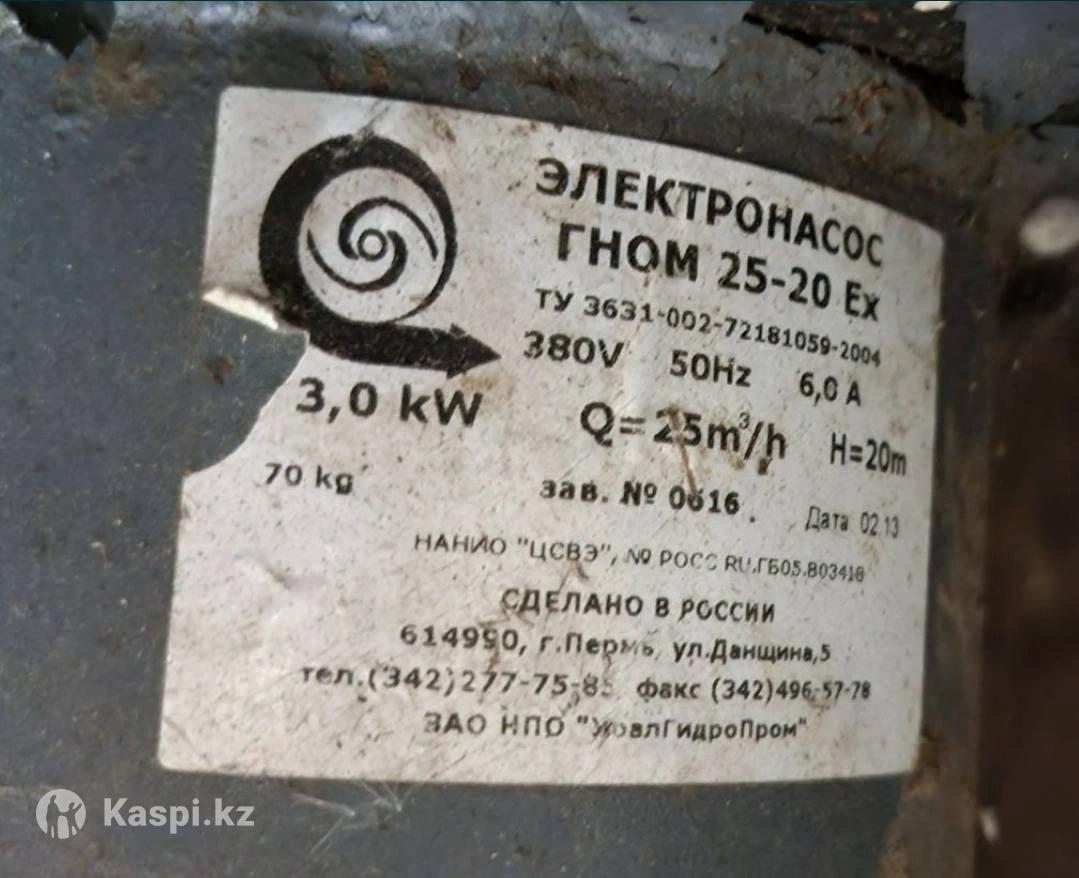 ЭЛЕКТРОНАСОС
ГНОМ 25-20 Ex
ТУ 3631-002-72181059-2004
380V 50Hz 6,0 A
3,0 kW
Q=25m³/h H=20m
70 kg
зав. № 0616. Дата 02 13
НАНИО "ЦСВЭ", № РОСС RU.ГБ05.В03418
СДЕЛАНО В РОССИИ
614990, г.Пермь, ул.Данщина,5
тел.(342)277-75-85, факс (342)496-57-78
ЗАО НПО "УралГидроПром"
Kaspi.kz